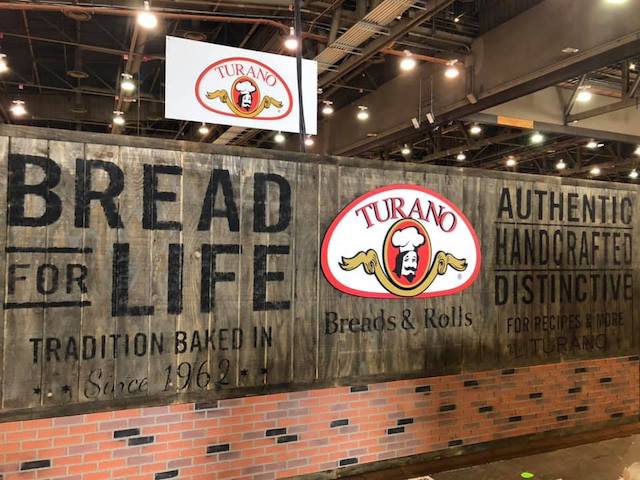 TURANO
BREAD
FOR LIFE
TRADITION BAKED IN
Since 1962
TURANO
Breads & Rolls
AUTHENTIC
HANDCRAFTED
DISTINCTIVE
FOR RECIPES & MORE
TURANO